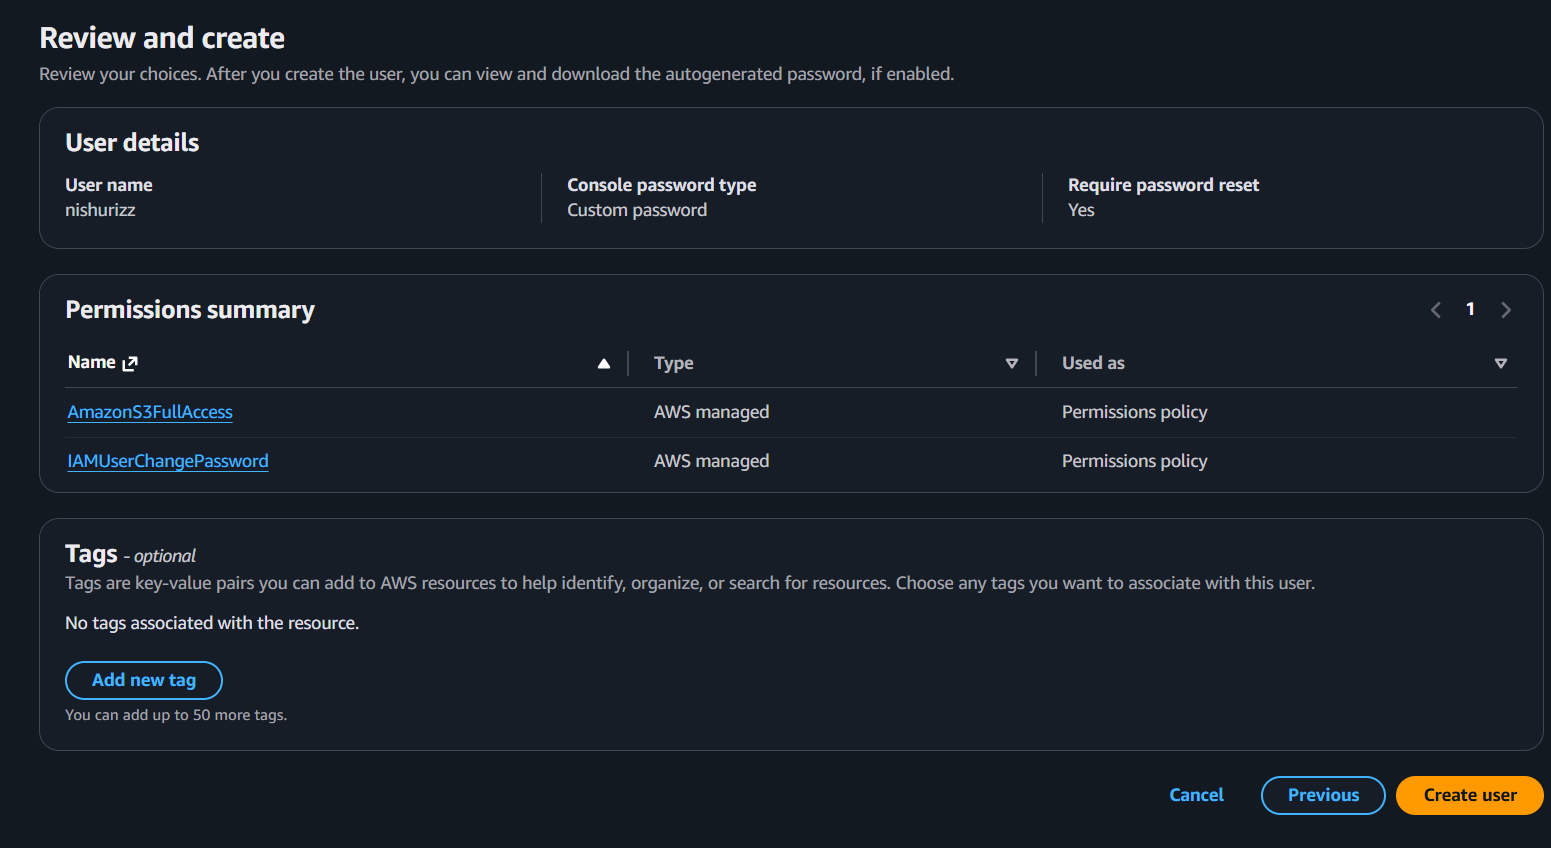 Review and create
Review your choices. After you create the user, you can view and download the autogenerated password, if enabled.
User details
User name
nishurizz
Console password type
Custom password
Require password reset
Yes
Permissions summary
1
Name
Type
Used as
AmazonS3FullAccess
AWS managed
Permissions policy
IAMUserChangePassword
AWS managed
Permissions policy
Tags - optional
Tags are key-value pairs you can add to AWS resources to help identify, organize, or search for resources. Choose any tags you want to associate with this user.
No tags associated with the resource.
Add new tag
You can add up to 50 more tags.
Cancel
Previous
Create user